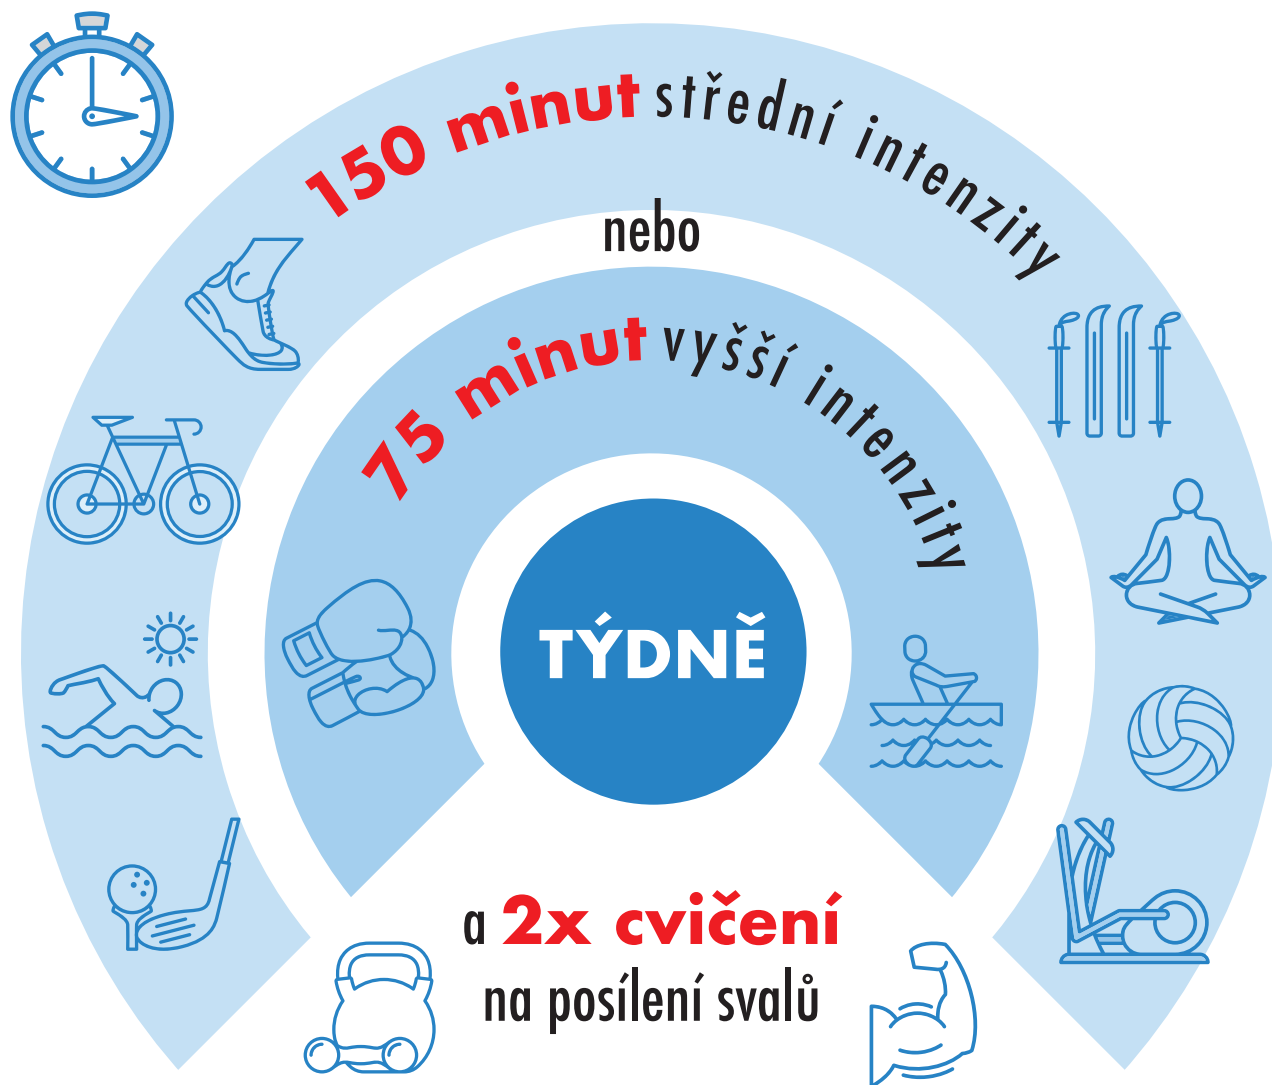 150 minut střední intenzity
nebo
75 minut vyšší intenzity
TÝDNĚ
a 2x cvičení
na posílení svalů